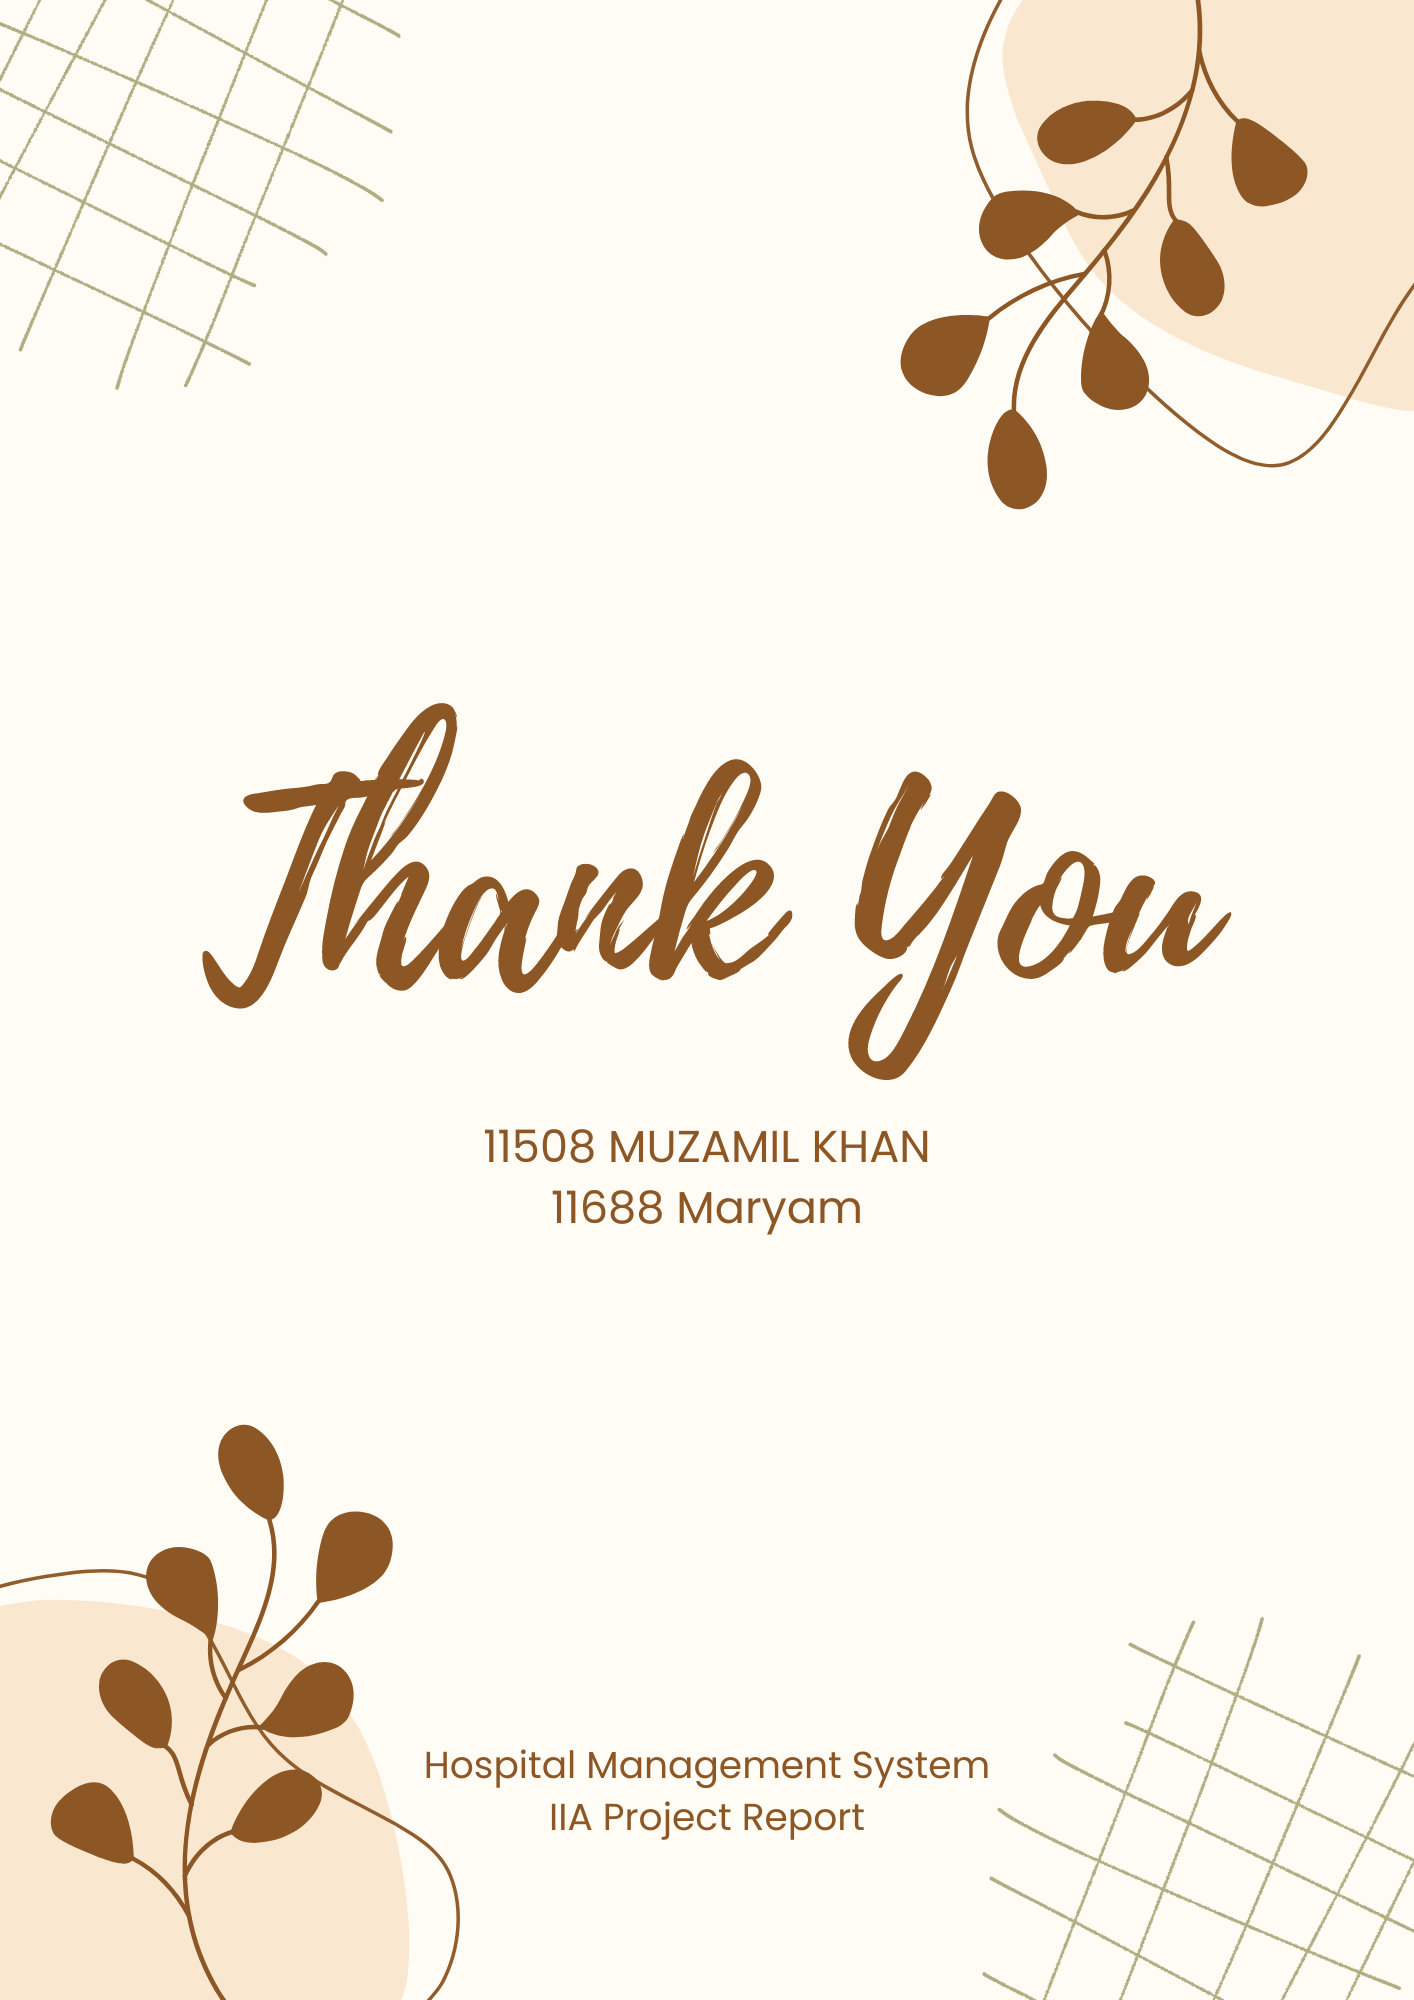 Thank You
11508 MUZAMIL KHAN
11688 Maryam
Hospital Management System
IIA Project Report